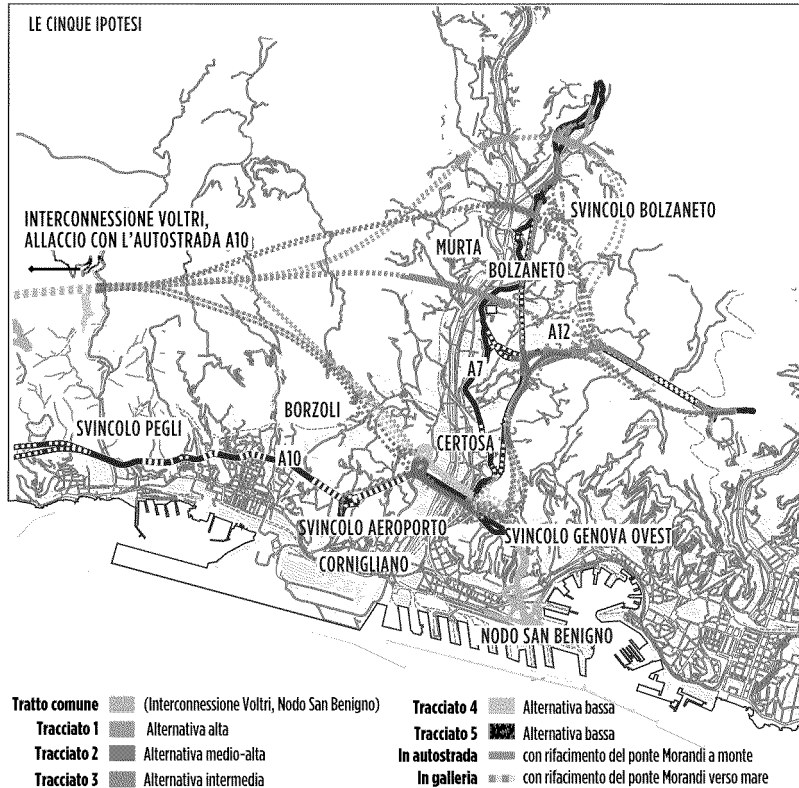 LE CINQUE IPOTESI
INTERCONNESSIONE VOLTRI,
ALLACCIO CON L'AUTOSTRADA A10
SVINCOLO BOLZANETO
MURTA
BOLZANETO
A12
A7
BORZOLI
SVINCOLO PEGLI
CERTOSA
A10
SVINCOLO AEROPORTO
SVINCOLO GENOVA OVEST
CORNIGLIANO
NODO SAN BENIGNO
Tratto comune (Interconnessione Voltri, Nodo San Benigno)
Tracciato 1 Alternativa alta
Tracciato 2 Alternativa medio-alta
Tracciato 3 Alternativa intermedia
Tracciato 4 Alternativa bassa
Tracciato 5 Alternativa bassa
In autostrada con rifacimento del ponte Morandi a monte
In galleria con rifacimento del ponte Morandi verso mare